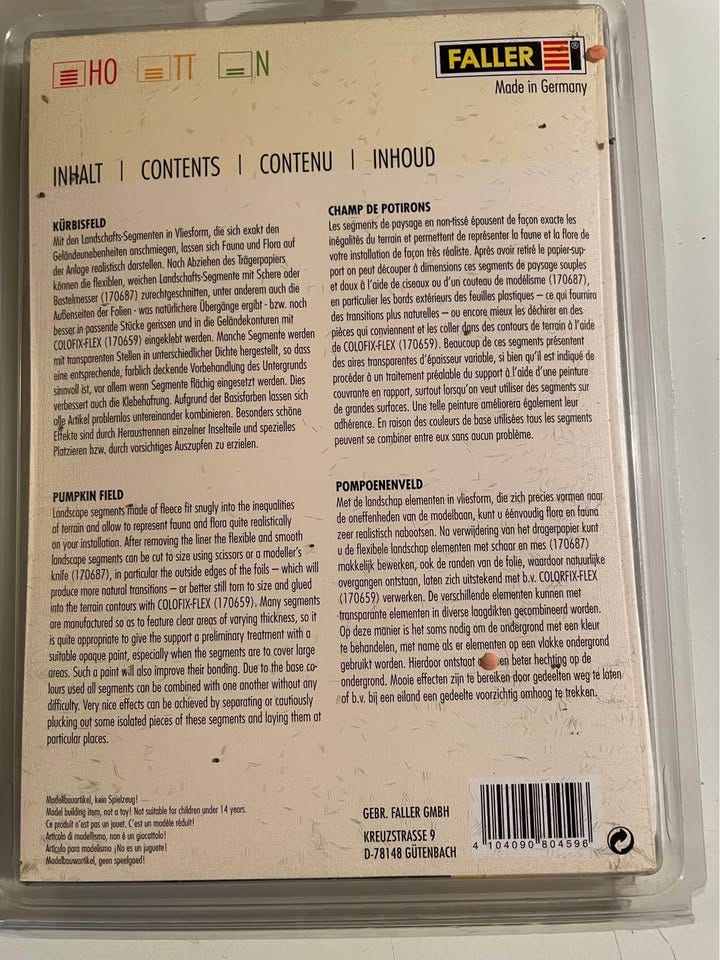 HO TT N
FALLER ®
Made in Germany
INHALT | CONTENTS | CONTENU | INHOUD
KÜRBISFELD
Mit den Landschafts-Segmenten in Vliesform, die sich exakt den
Geländeunebenheiten anschmiegen, lassen sich Fauna und Flora auf
der Anlage realistisch darstellen. Nach Abziehen des Trägerpapiers
können die flexiblen, weichen Landschafts-Segmente mit Schere oder
Bastelmesser (170687) zurechtgeschnitten, unter anderem auch die
Außenseiten der Folien - was natürlichere Übergänge ergibt - bzw. noch
besser in passende Stücke gerissen und in die Geländekonturen mit
COLOFIX-FLEX (170659) eingeklebt werden. Manche Segmente werden
mit transparenten Stellen in unterschiedlicher Dichte hergestellt, so dass
eine entsprechende, farblich deckende Vorbehandlung des Untergrunds
sinnvoll ist, vor allem wenn Segmente flächig eingesetzt werden. Dies
verbessert auch die Klebehaftung. Aufgrund der Basisfarben lassen sich
alle Artikel problemlos untereinander kombinieren. Besonders schöne
Effekte sind durch Heraustrennen einzelner Inselteile und spezielles
Platzieren bzw. durch vorsichtiges Auszupfen zu erzielen.
CHAMP DE POTIRONS
Les segments de paysage en non-tissé épousent de façon exacte les
inégalités du terrain et permettent de représenter la faune et la flore de
votre installation de façon très réaliste. Après avoir retiré le papier-sup-
port on peut découper à dimensions ces segments de paysage souples
et doux à l'aide de ciseaux ou d'un couteau de modélisme (170687),
en particulier les bords extérieurs des feuilles plastiques – ce qui fournira
des transitions plus naturelles – ou encore mieux les déchirer en des
pièces qui conviennent et les coller dans des contours de terrain à l'aide
de COLOFIX-FLEX (170659). Beaucoup de ces segments présentent
des aires transparentes d'épaisseur variable, si bien qu'il est indiqué de
procéder à un traitement préalable du support à l'aide d'une peinture
couvrante en rapport, surtout lorsqu'on veut utiliser des segments sur
de grandes surfaces. Une telle peinture améliorera également leur
adhérence. En raison des couleurs de base utilisées tous les segments
peuvent se combiner entre eux sans aucun problème.
PUMPKIN FIELD
Landscape segments made of fleece fit snugly into the inequalities
of terrain and allow to represent fauna and flora quite realistically
on your installation. After removing the liner the flexible and smooth
landscape segments can be cut to size using scissors or a modeller's
knife (170687), in particular the outside edges of the foils – which will
produce more natural transitions – or better still torn to size and glued
into the terrain contours with COLOFIX-FLEX (170659). Many segments
are manufactured so as to feature clear areas of varying thickness, so it
is quite appropriate to give the support a preliminary treatment with a
suitable opaque paint, especially when the segments are to cover large
areas. Such a paint will also improve their bonding. Due to the base co-
lours used all segments can be combined with one another without any
difficulty. Very nice effects can be achieved by separating or cautiously
plucking out some isolated pieces of these segments and laying them at
particular places.
POMPOENENVELD
Met de landschap elementen in vliesform, die zich precies vormen naar
de oneffenheden van de modelbaan, kunt u éénvoudig flora en fauna
zeer realistisch nabootsen. Na verwijdering van het dragerpapier kunt
u de flexibele landschap elementen met schaar en mes (170687)
makkelijk bewerken, ook de randen van de folie, waardoor natuurlijke
overgangen ontstaan, laten zich uitstekend met b.v. COLORFIX-FLEX
(170659) verwerken. De verschillende elementen kunnen met
transparante elementen in diverse laagdikten gecombineerd worden.
Op deze manier is het soms nodig om de ondergrond met een kleur
te behandelen, met name als er elementen op een vlakke ondergrond
gebruikt worden. Hierdoor ontstaat en beter hechting op de
ondergrond. Mooie effecten zijn te bereiken door gedeelten weg te laten
of b.v. bij een eiland een gedeelte voorzichtig omhoog te trekken.
Modellbauartikel, kein Spielzeug!
Model building item, not a toy! Not suitable for children under 14 years.
Ce produit n'est pas un jouet. C'est un modèle réduit!
Articolo di modellismo, non è un giocattolo!
Artículo para modelismo ¡No es un juguete!
Modelbouwartikel, geen speelgoed!
GEBR. FALLER GMBH
KREUZSTRASSE 9
D-78148 GÜTENBACH
4 104090 804596